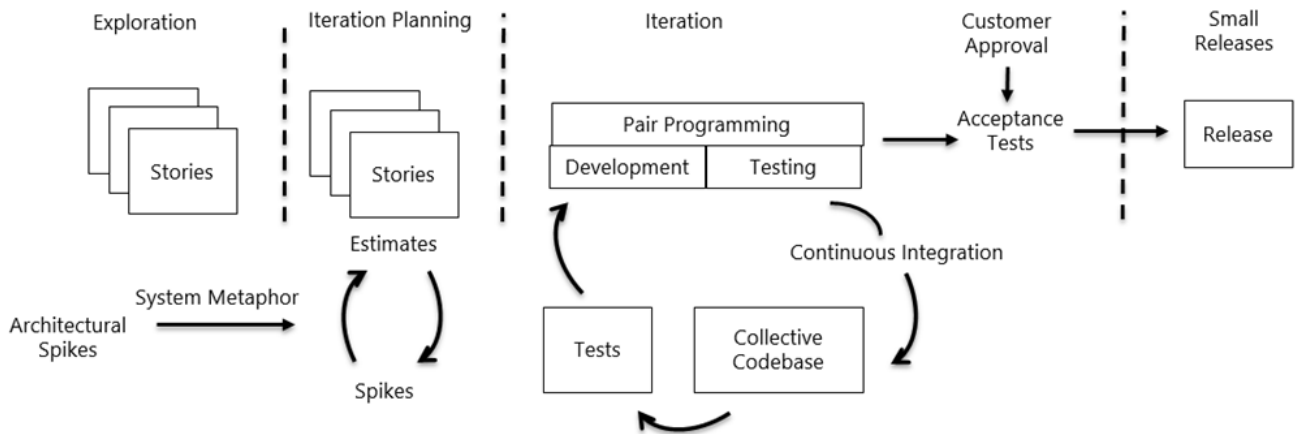 Exploration
Iteration Planning
Iteration
Customer
Approval
Small
Releases
Stories
Stories
Pair Programming
Development
Testing
Acceptance
Tests
Release
Estimates
Continuous Integration
System Metaphor
Architectural
Spikes
Spikes
Tests
Collective
Codebase